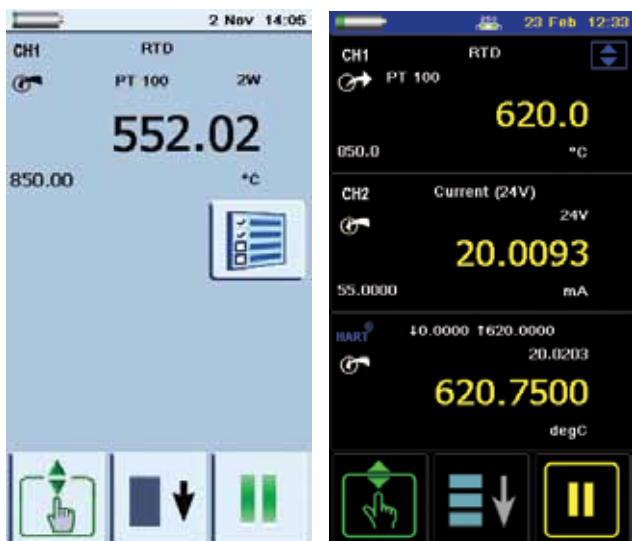 2 Nov 14:05
CH1 RTD
PT 100 2W
552.02
850.00 °C
23 Feb 12:33
CH1 RTD
PT 100
620.0
850.0 °C
CH2 Current (24V)
24V
20.0093
55.0000 mA
HART® ↓0.0000 ↑620.0000
20.0203
620.7500
degC